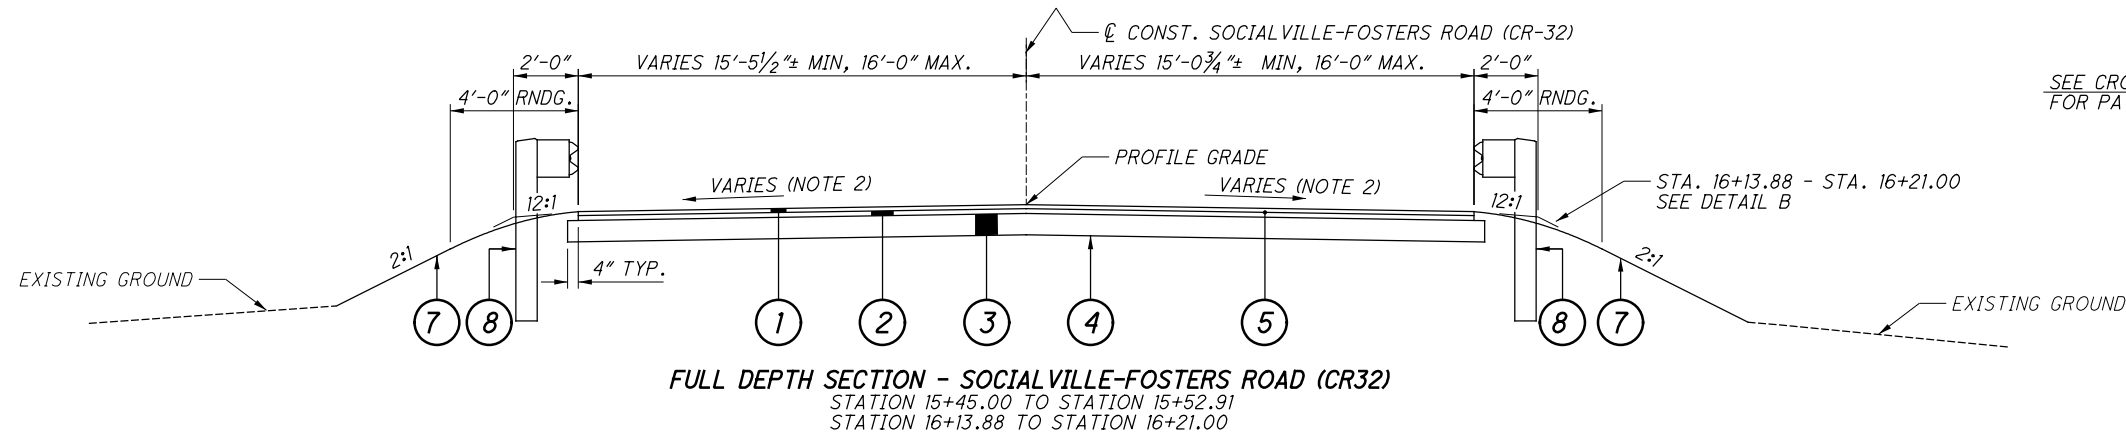 ℄ CONST. SOCIALVILLE-FOSTERS ROAD (CR-32)
2'-0"
VARIES 15'-5½"± MIN, 16'-0" MAX.
VARIES 15'-0¾"± MIN, 16'-0" MAX.
2'-0"
4'-0" RNDG.
4'-0" RNDG.
SEE CRO
FOR PA
PROFILE GRADE
VARIES (NOTE 2)
VARIES (NOTE 2)
STA. 16+13.88 - STA. 16+21.00
SEE DETAIL B
12:1
12:1
2:1
2:1
EXISTING GROUND
4" TYP.
EXISTING GROUND
7
8
1
2
3
4
5
8
7
FULL DEPTH SECTION - SOCIALVILLE-FOSTERS ROAD (CR32)
STATION 15+45.00 TO STATION 15+52.91
STATION 16+13.88 TO STATION 16+21.00